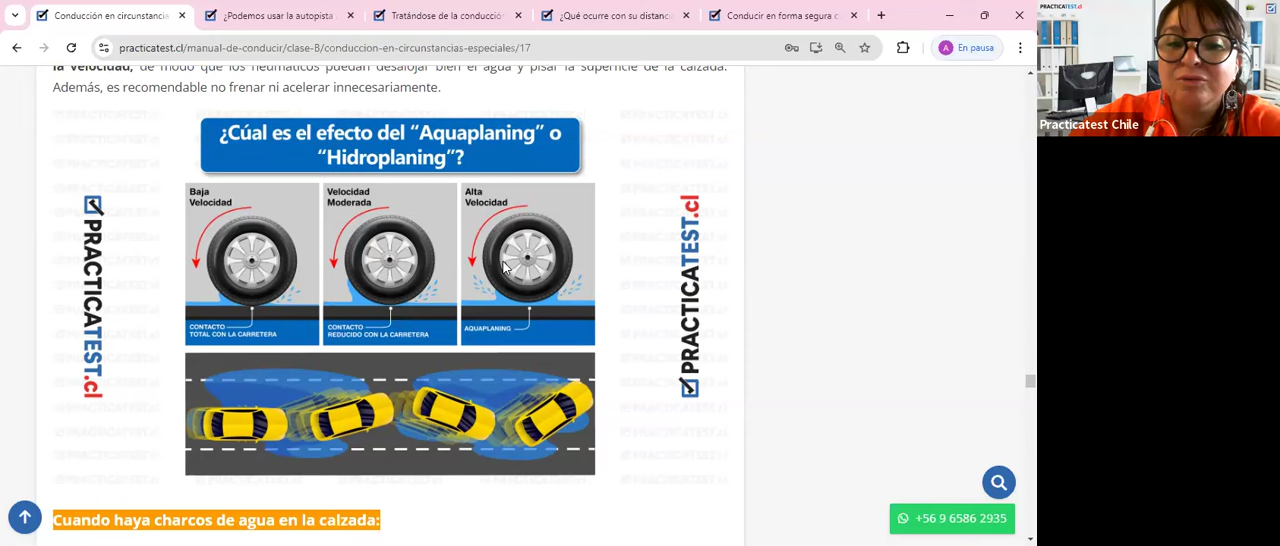 Conducción en circunstancias
¿Podemos usar la autopista
Tratándose de la conducción
¿Qué ocurre con su distanci
Conducir en forma segura c
practicatest.cl/manual-de-conducir/clase-B/conduccion-en-circunstancias-especiales/17
A
En pausa
la velocidad, de modo que los neumáticos puedan desalojar bien el agua y pisar la superficie de la calzada.
Además, es recomendable no frenar ni acelerar innecesariamente.
¿Cúal es el efecto del “Aquaplaning” o
“Hidroplaning”?
Baja
Velocidad
Velocidad
Moderada
Alta
Velocidad
CONTACTO
TOTAL CON LA CARRETERA
CONTACTO
REDUCIDO CON LA CARRETERA
AQUAPLANING
PRACTICATEST.cl
PRACTICATEST.cl
Cuando haya charcos de agua en la calzada:
+56 9 6586 2935
PRACTICATEST.cl
Practicatest Chile